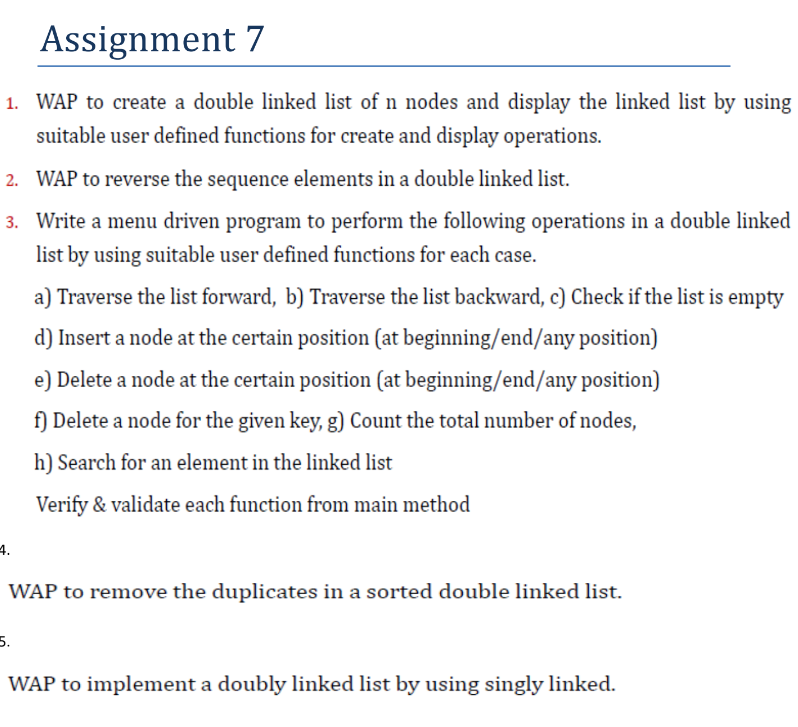 Assignment 7
1. WAP to create a double linked list of n nodes and display the linked list by using
suitable user defined functions for create and display operations.
2. WAP to reverse the sequence elements in a double linked list.
3. Write a menu driven program to perform the following operations in a double linked
list by using suitable user defined functions for each case.
a) Traverse the list forward, b) Traverse the list backward, c) Check if the list is empty
d) Insert a node at the certain position (at beginning/end/any position)
e) Delete a node at the certain position (at beginning/end/any position)
f) Delete a node for the given key, g) Count the total number of nodes,
h) Search for an element in the linked list
Verify & validate each function from main method
4.
WAP to remove the duplicates in a sorted double linked list.
5.
WAP to implement a doubly linked list by using singly linked.